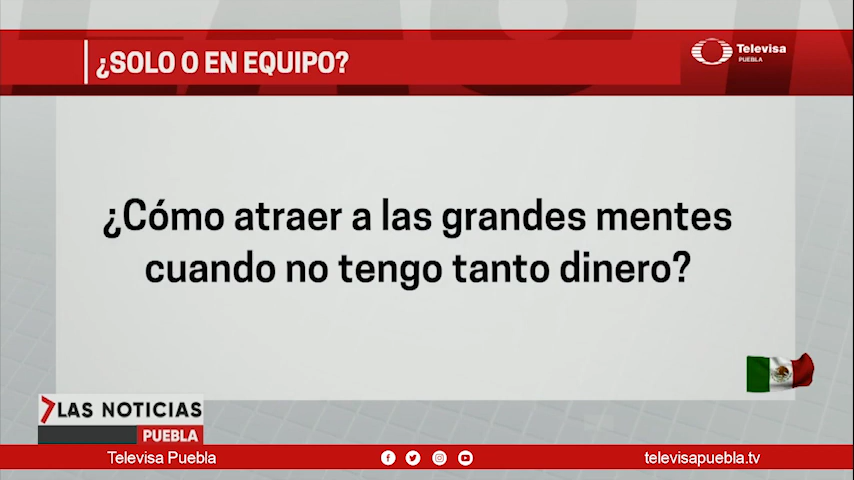 ¿SOLO O EN EQUIPO?
Televisa
PUEBLA
¿Cómo atraer a las grandes mentes
cuando no tengo tanto dinero?
LAS NOTICIAS
PUEBLA
Televisa Puebla
televisapuebla.tv